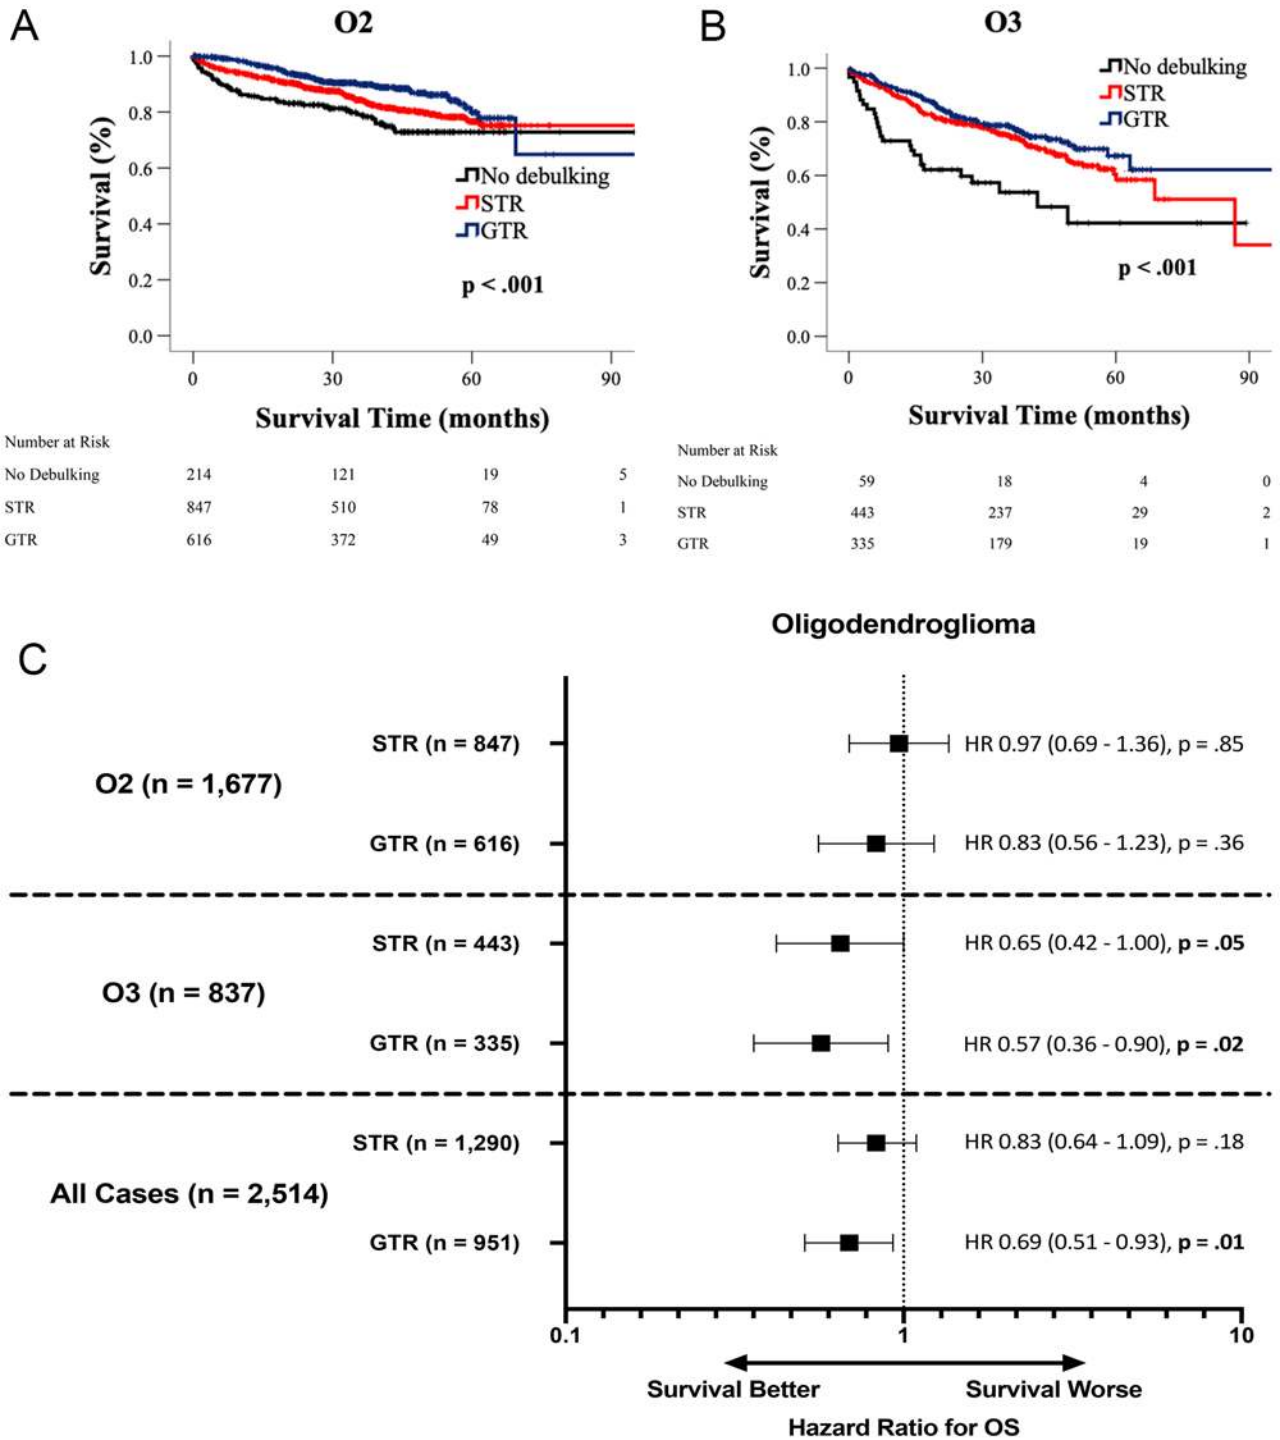 A
O2
1.0
0.8
0.6
0.4
0.2
0.0
Survival (%)
No debulking
STR
GTR
p < .001
0 30 60 90
Survival Time (months)
Number at Risk
No Debulking 214 121 19 5
STR 847 510 78 1
GTR 616 372 49 3
B
O3
1.0
0.8
0.6
0.4
0.2
0.0
Survival (%)
No debulking
STR
GTR
p < .001
0 30 60 90
Survival Time (months)
Number at Risk
No Debulking 59 18 4 0
STR 443 237 29 2
GTR 335 179 19 1
C
Oligodendroglioma
STR (n = 847) HR 0.97 (0.69 - 1.36), p = .85
O2 (n = 1,677)
GTR (n = 616) HR 0.83 (0.56 - 1.23), p = .36
STR (n = 443) HR 0.65 (0.42 - 1.00), p = .05
O3 (n = 837)
GTR (n = 335) HR 0.57 (0.36 - 0.90), p = .02
STR (n = 1,290) HR 0.83 (0.64 - 1.09), p = .18
All Cases (n = 2,514)
GTR (n = 951) HR 0.69 (0.51 - 0.93), p = .01
0.1 1 10
Survival Better Survival Worse
Hazard Ratio for OS